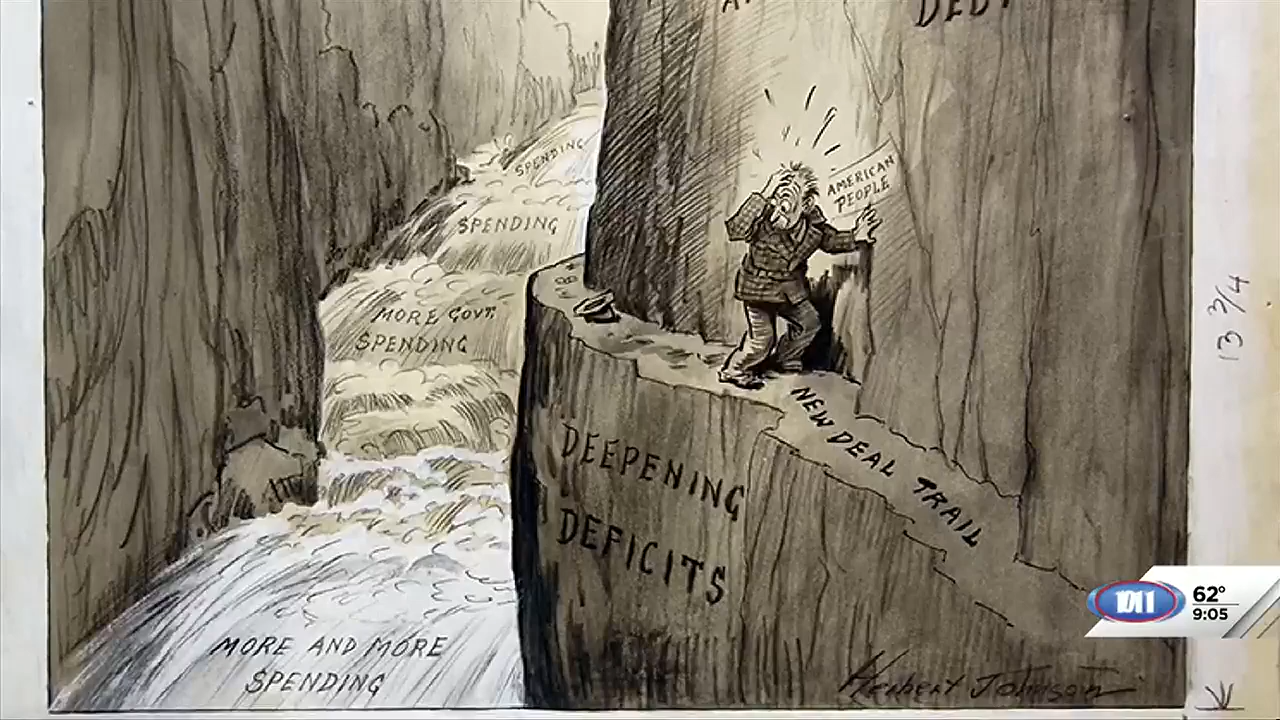 DEBT
SPENDING
SPENDING
MORE GOVT.
SPENDING
MORE AND MORE
SPENDING
AMERICAN
PEOPLE
NEW DEAL TRAIL
DEEPENING
DEFICITS
Herbert Johnson
13 3/4
1011
62°
9:05